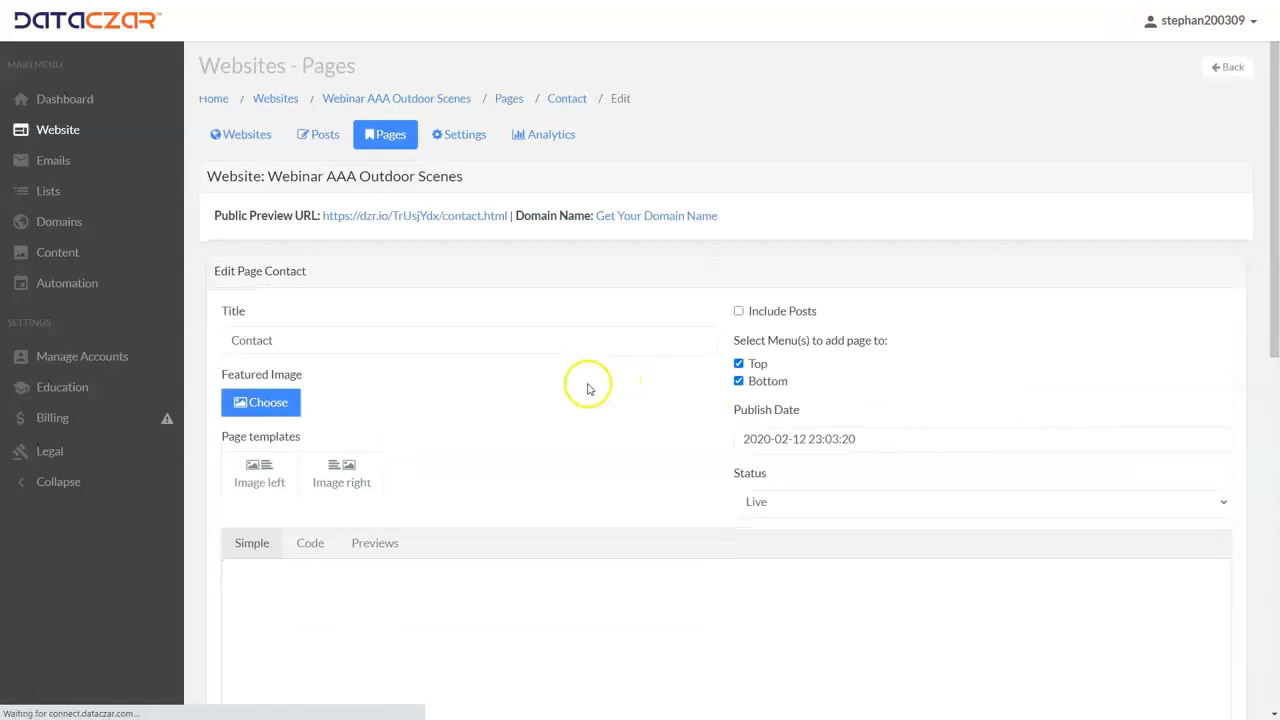 DATACZAR™
stephan200309
MAIN MENU
Dashboard
Website
Emails
Lists
Domains
Content
Automation
SETTINGS
Manage Accounts
Education
Billing
Legal
Collapse
Websites - Pages
Back
Home / Websites / Webinar AAA Outdoor Scenes / Pages / Contact / Edit
Websites Posts Pages Settings Analytics
Website: Webinar AAA Outdoor Scenes
Public Preview URL: https://dzr.io/TrUsjYdx/contact.html | Domain Name: Get Your Domain Name
Edit Page Contact
Title
Contact
Featured Image
Choose
Page templates
Image left Image right
Include Posts
Select Menu(s) to add page to:
Top
Bottom
Publish Date
2020-02-12 23:03:20
Status
Live
Simple Code Previews
Waiting for connect.dataczar.com...